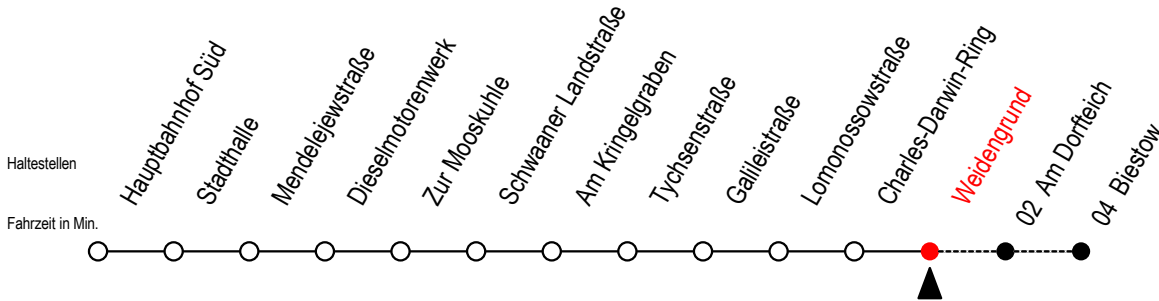 Haltestellen
Fahrzeit in Min.
Hauptbahnhof Süd
Stadthalle
Mendelejewstraße
Dieselmotorenwerk
Zur Mooskuhle
Schwaaner Landstraße
Am Kringelgraben
Tychsenstraße
Galileistraße
Lomonossowstraße
Charles-Darwin-Ring
Weidengrund
02 Am Dorfteich
04 Biestow